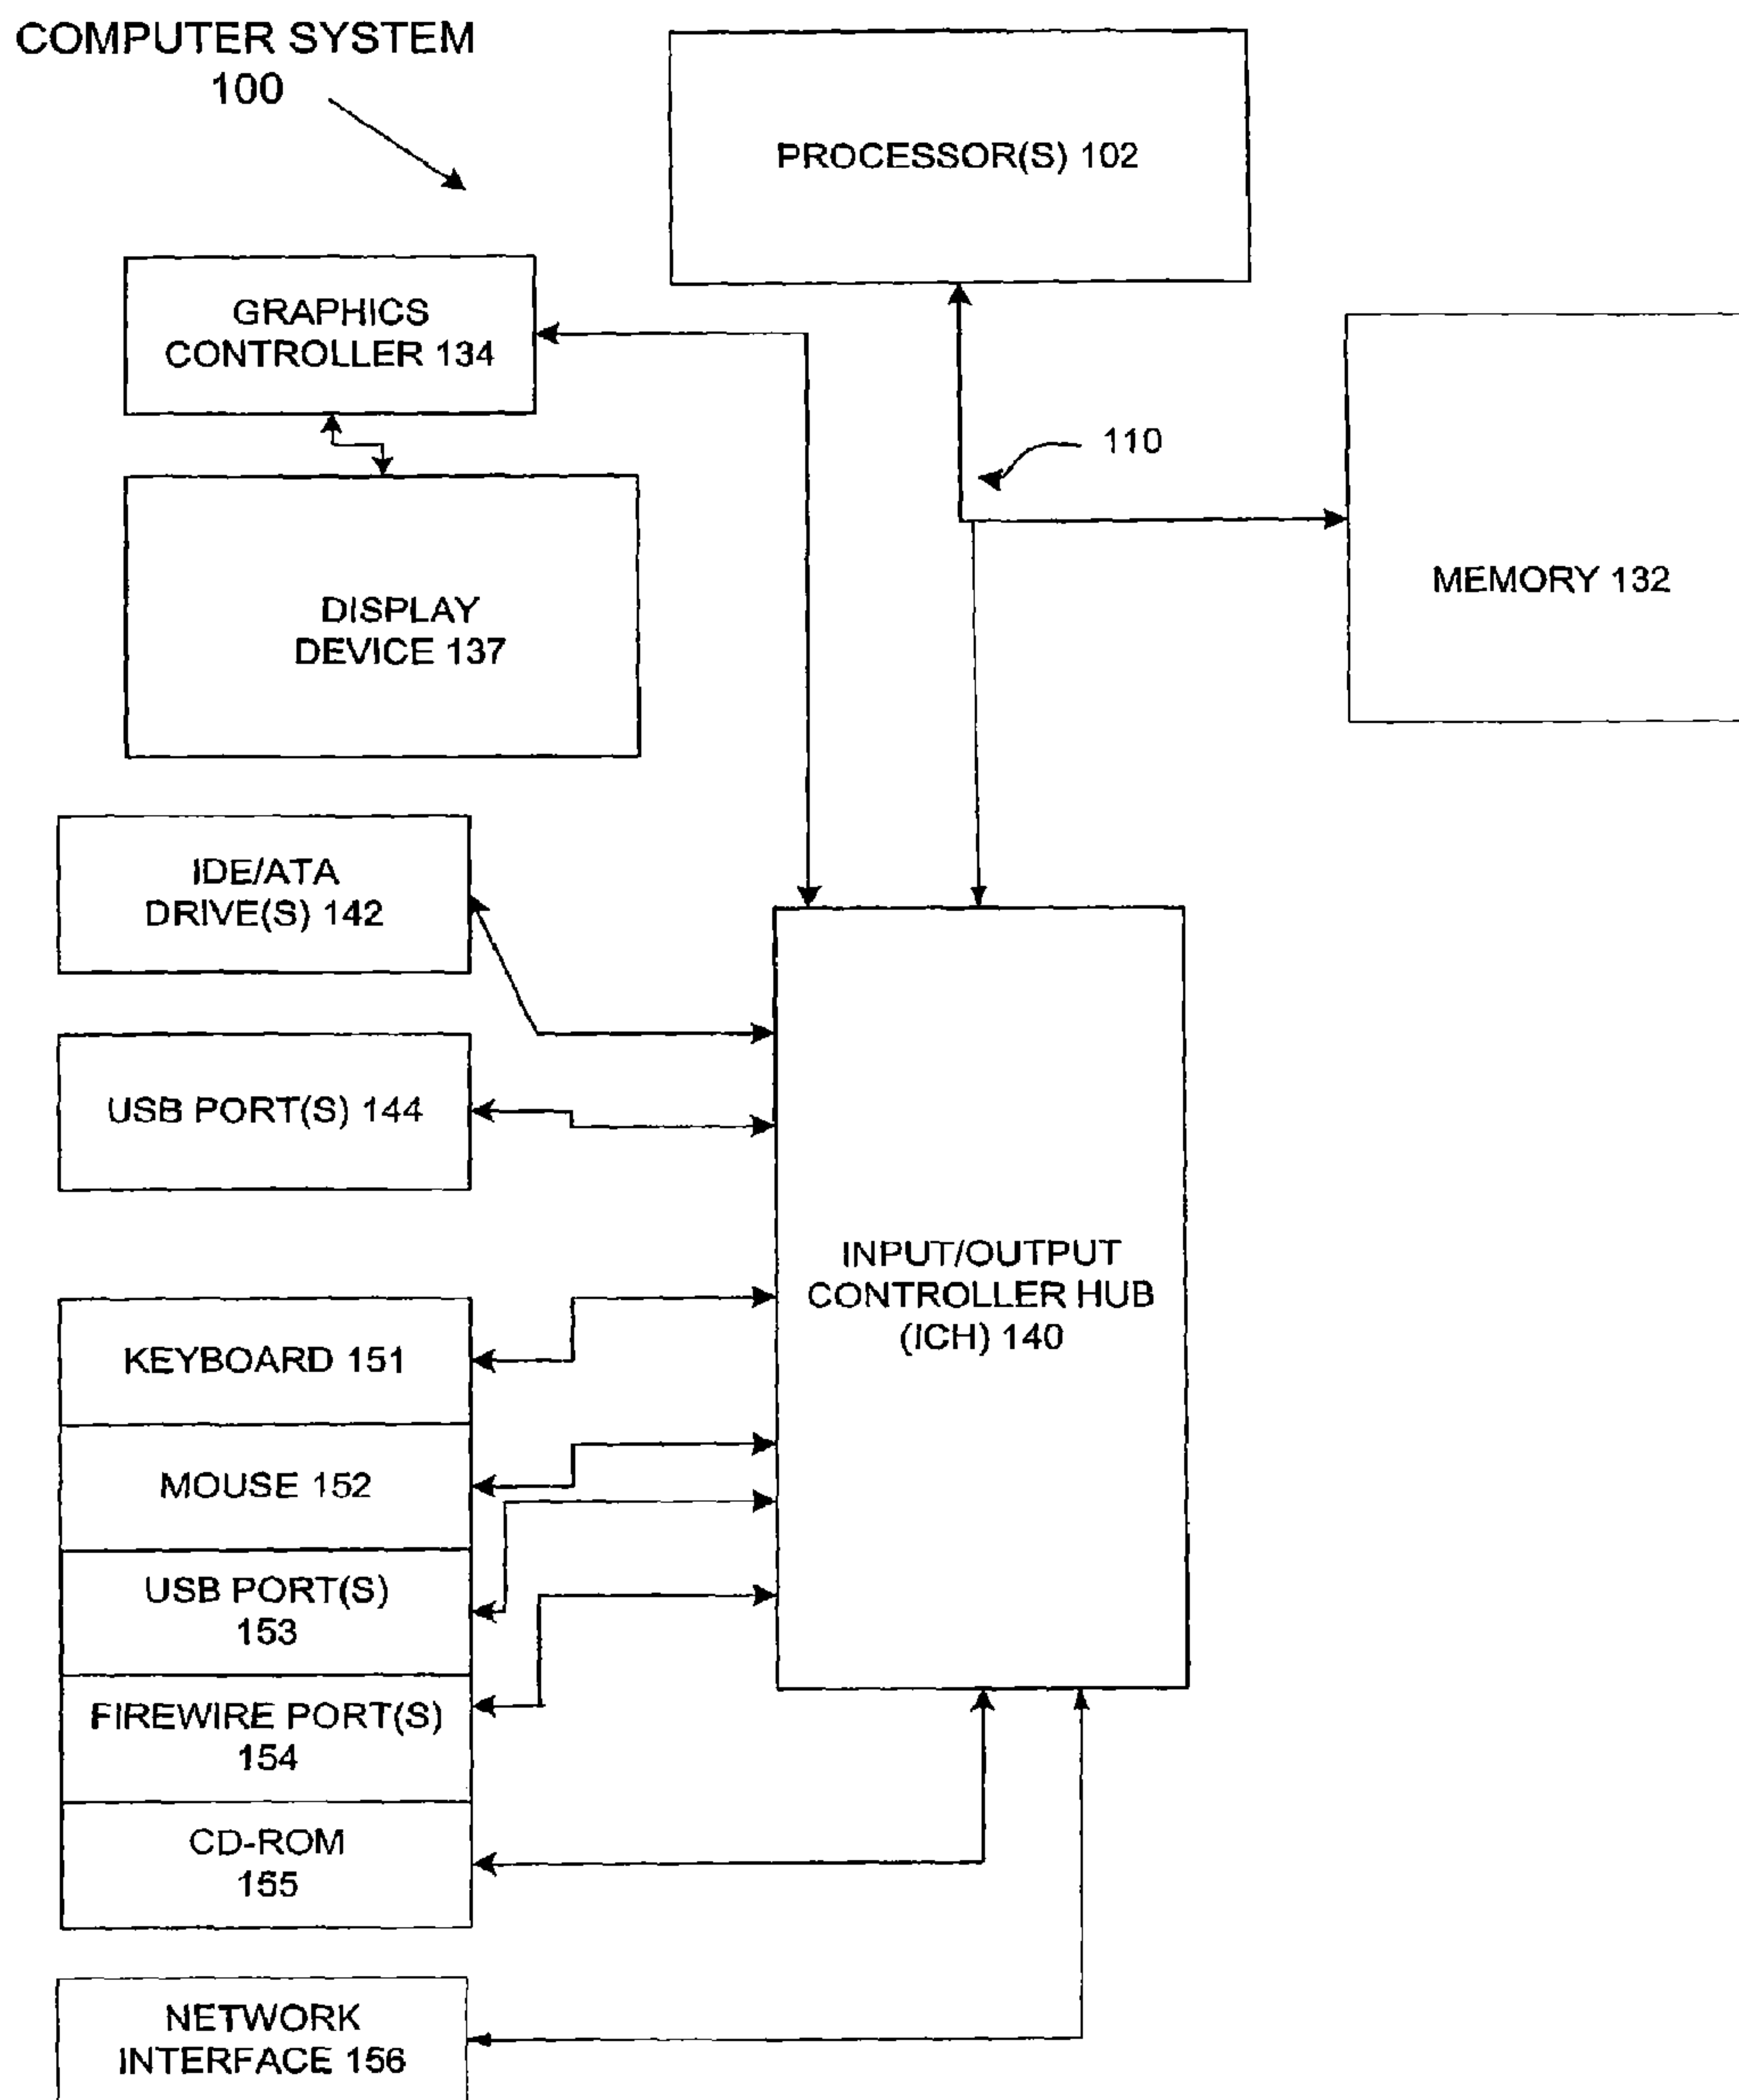 COMPUTER SYSTEM
100
PROCESSOR(S) 102
GRAPHICS
CONTROLLER 134
110
MEMORY 132
DISPLAY
DEVICE 137
IDE/ATA
DRIVE(S) 142
USB PORT(S) 144
INPUT/OUTPUT
CONTROLLER HUB
(ICH) 140
KEYBOARD 151
MOUSE 152
USB PORT(S)
153
FIREWIRE PORT(S)
154
CD-ROM
155
NETWORK
INTERFACE 156